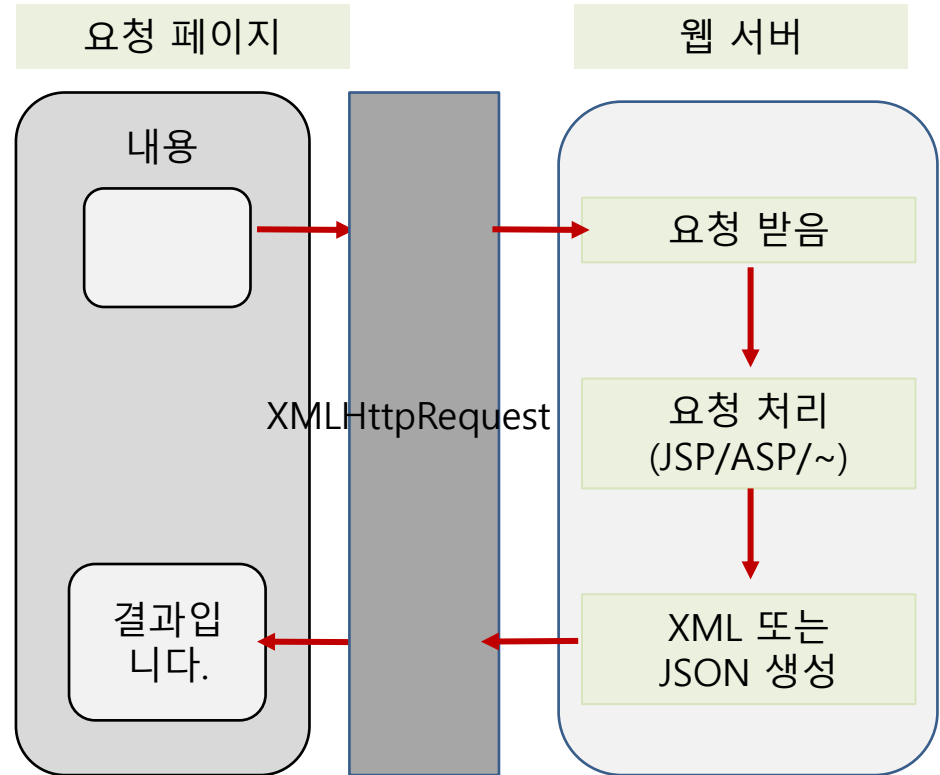 요청 페이지
웹 서버
내용
요청 받음
XMLHttpRequest
요청 처리
(JSP/ASP/~)
결과입
니다.
XML 또는
JSON 생성